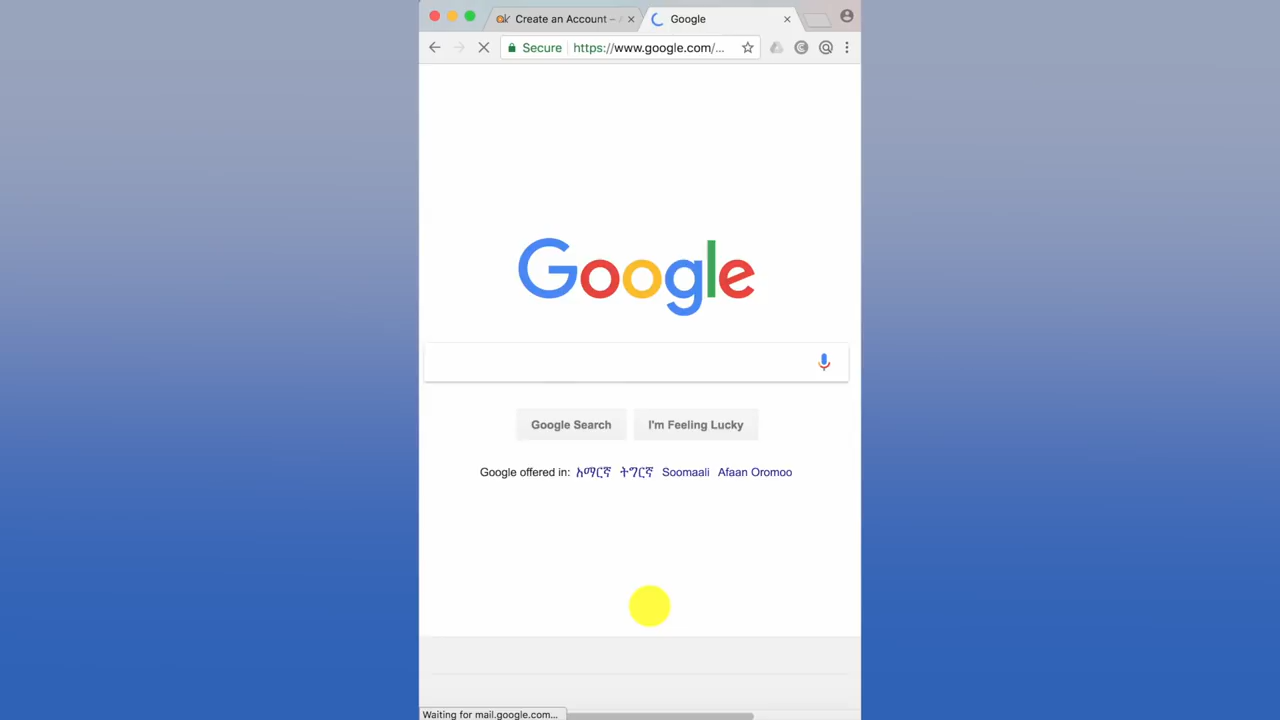 Create an Account –
Google
Secure
https://www.google.com/...
Google
Google Search
I'm Feeling Lucky
Google offered in: አማርኛ ትግርኛ Soomaali Afaan Oromoo
Waiting for mail.google.com...